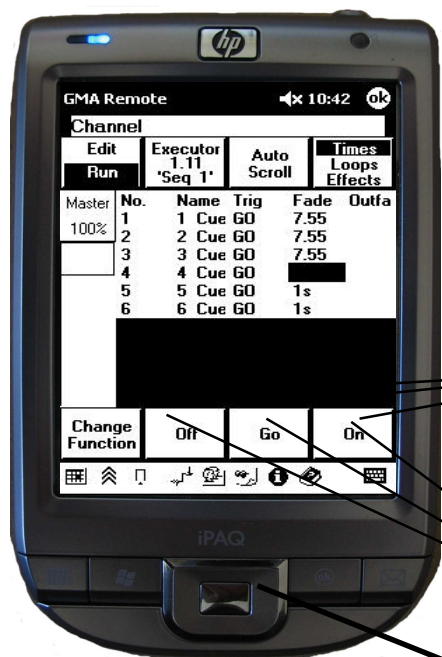 hp
GMA Remote 10:42 ok
Channel
Edit Run
Executor 1.11 'Seq 1'
Auto Scroll
Times Loops Effects
Master 100%
No. Name Trig Fade Outfa
1 1 Cue GO 7.55
2 2 Cue GO 7.55
3 3 Cue GO 7.55
4 4 Cue GO
5 5 Cue GO 1s
6 6 Cue GO 1s
Change Function
Off
Go
On
iPAQ
ok